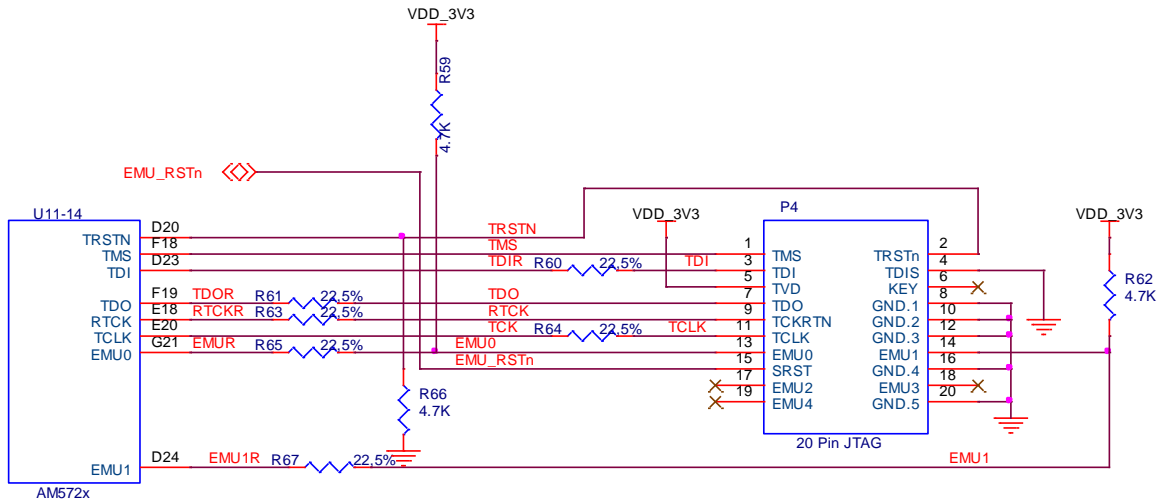 VDD_3V3
R59
4.7K
EMU_RSTn
U11-14
VDD_3V3
P4
VDD_3V3
D20
TRSTN
TRSTN
2
TRSTn
F18
TMS
TMS
1
TMS
D23
TDI
TDIR
R60
22,5%
TDI
3
TDI
4
TDIS
5
TVD
6
KEY
R62
4.7K
F19
TDO
TDOR
R61
22,5%
TDO
7
TDO
8
GND.1
E18
RTCK
RTCKR
R63
22,5%
RTCK
9
TCKRTN
10
GND.2
E20
TCLK
TCK
R64
22,5%
TCLK
11
TCLK
12
GND.3
G21
EMU0
EMUR
R65
22,5%
EMU0
13
EMU0
14
EMU1
EMU_RSTn
15
SRST
16
GND.4
17
EMU2
18
EMU3
19
EMU4
20
GND.5
R66
4.7K
20 Pin JTAG
EMU1
D24
EMU1R
R67
22,5%
EMU1
AM572x